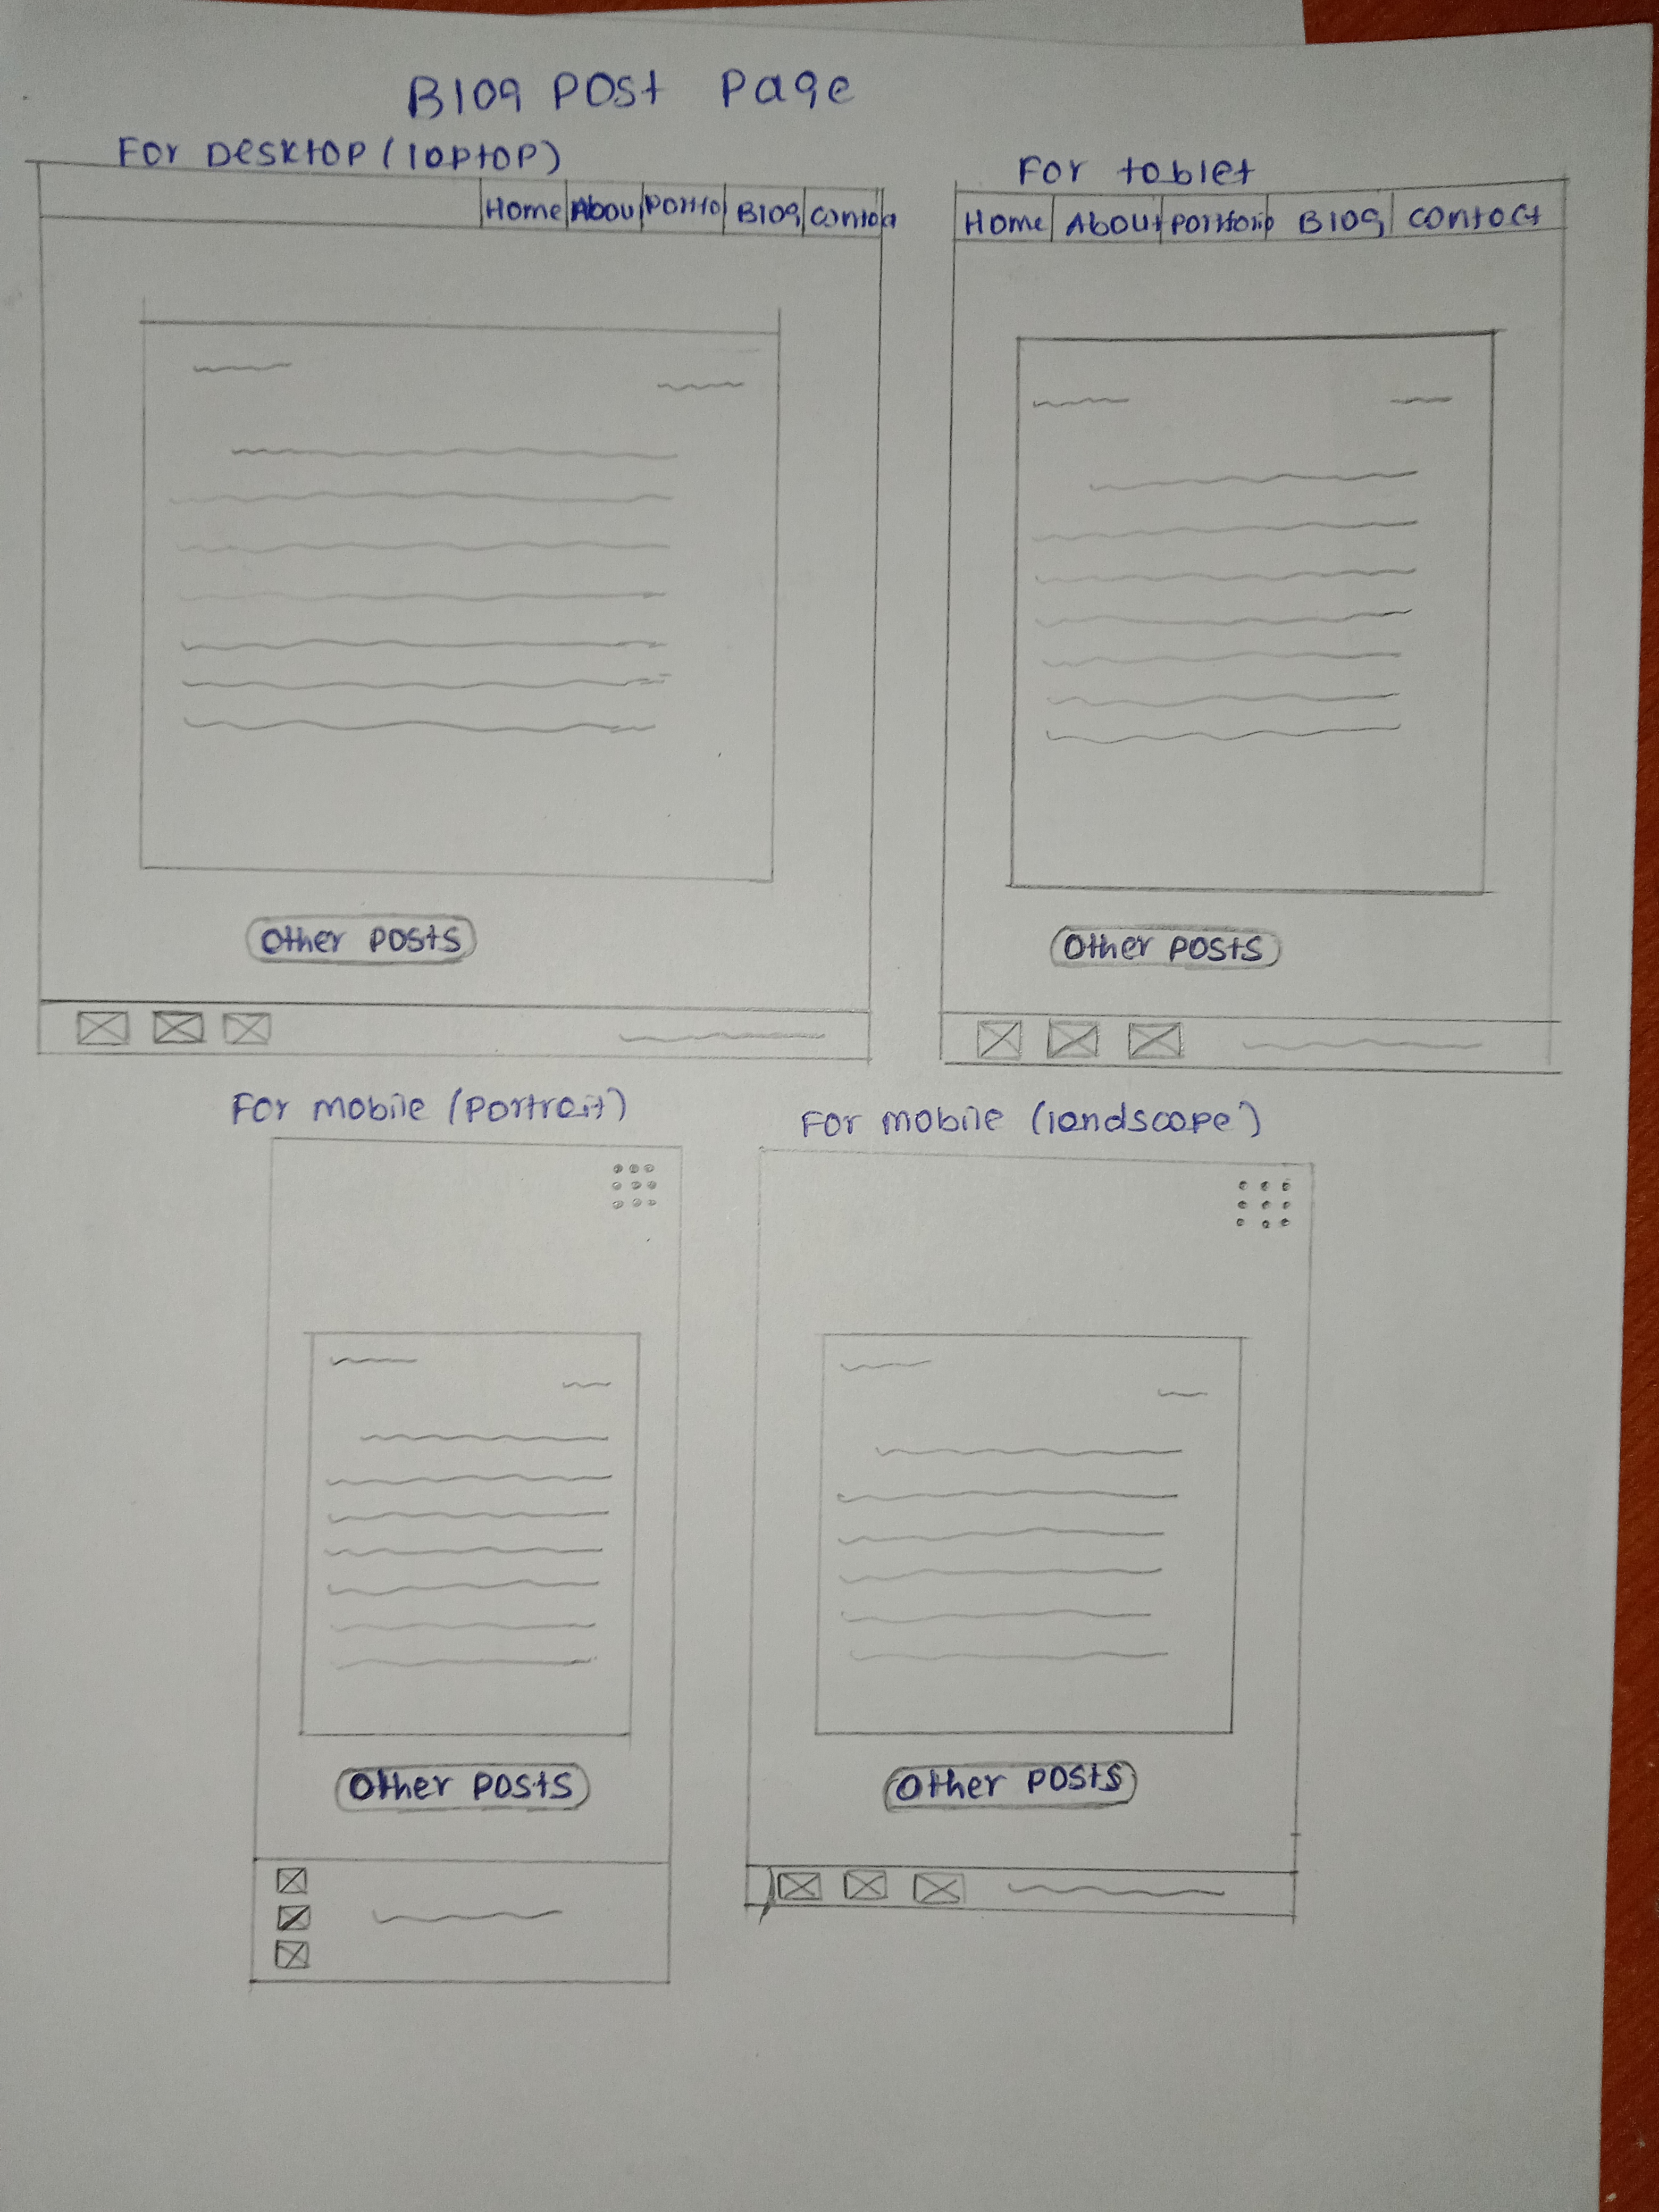 Blog Post Page
For Desktop (laptop)
Home Abou Portfo Blog Contac
For tablet
Home About Portfolio Blog Contact
Other posts
Other posts
For mobile (Portrait)
For mobile (landscape)
Other posts
Other posts